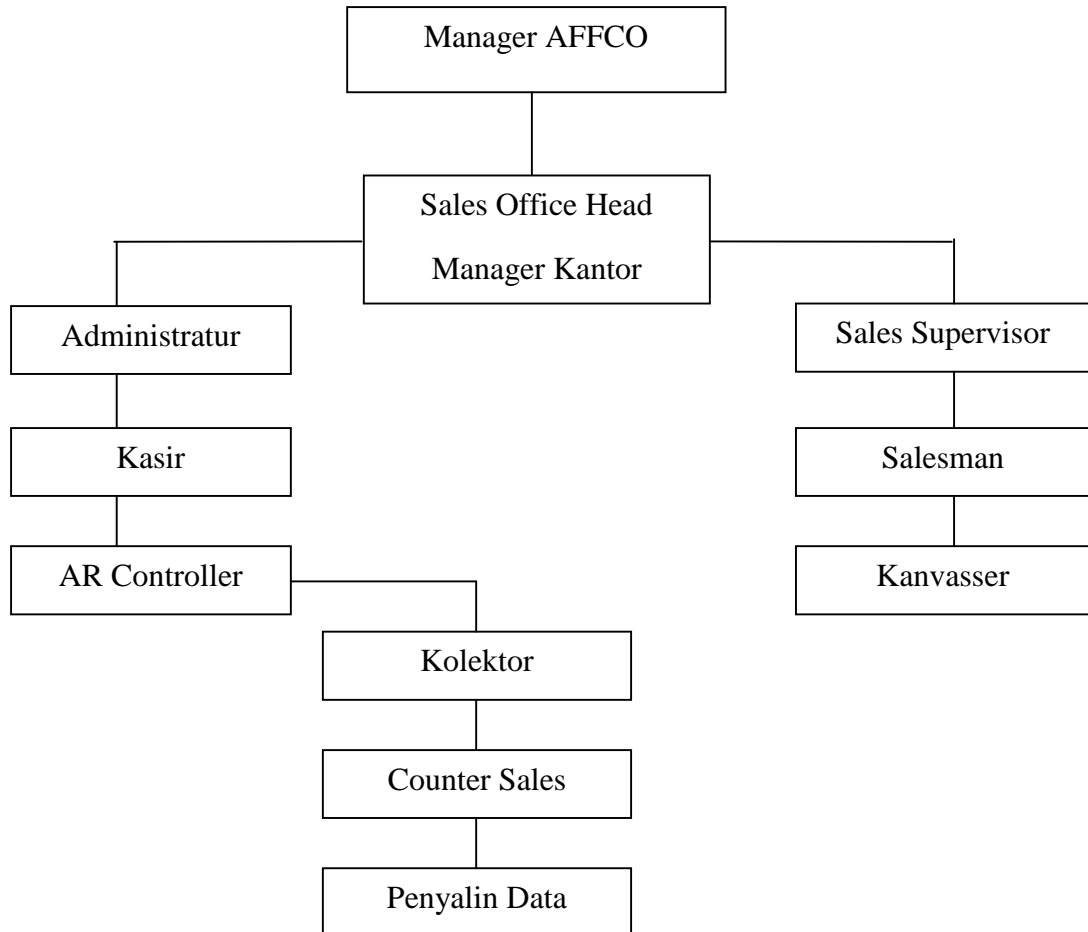 Manager AFFCO
Sales Office Head
Manager Kantor
Administratur
Sales Supervisor
Kasir
Salesman
AR Controller
Kanvasser
Kolektor
Counter Sales
Penyalin Data